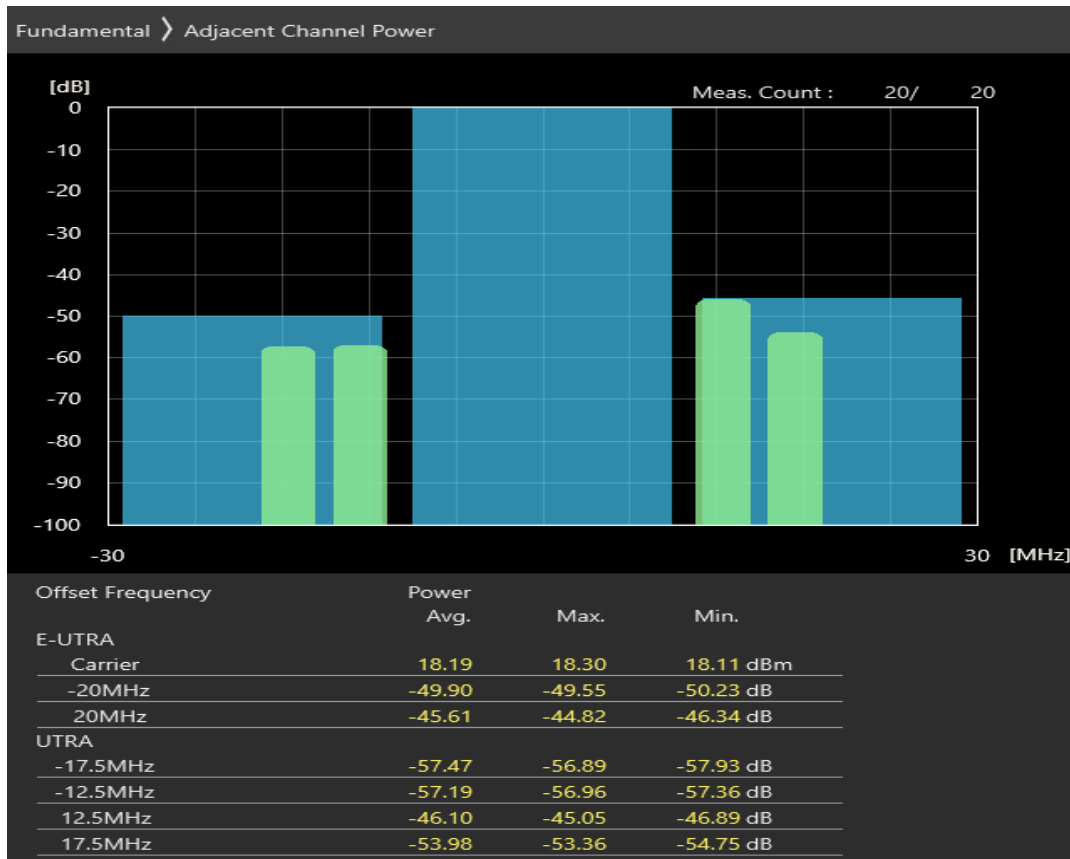 Fundamental ❯ Adjacent Channel Power
[dB]
Meas. Count : 20/ 20
0
-10
-20
-30
-40
-50
-60
-70
-80
-90
-100
-30 30 [MHz]
Offset Frequency Power
Avg. Max. Min.
E-UTRA
Carrier 18.19 18.30 18.11 dBm
-20MHz -49.90 -49.55 -50.23 dB
20MHz -45.61 -44.82 -46.34 dB
UTRA
-17.5MHz -57.47 -56.89 -57.93 dB
-12.5MHz -57.19 -56.96 -57.36 dB
12.5MHz -46.10 -45.05 -46.89 dB
17.5MHz -53.98 -53.36 -54.75 dB